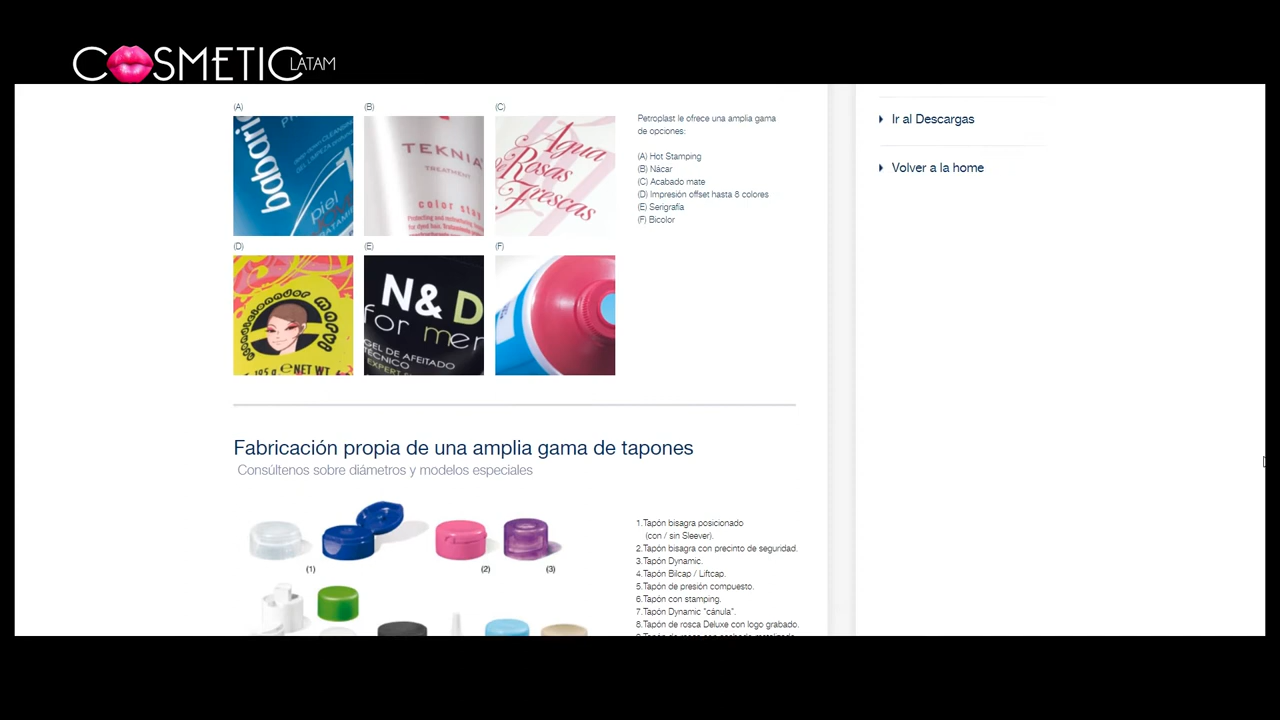 COSMETIC LATAM
(A)
(B)
(C)
babaria
piel
TEKNIA
TREATMENT
color stay
Agua
Rosas
Frescas
Petroplast le ofrece una amplia gama
de opciones:
(A) Hot Stamping
(B) Nácar
(C) Acabado mate
(D) Impresión offset hasta 8 colores
(E) Serigrafía
(F) Bicolor
Ir al Descargas
Volver a la home
(D)
(E)
(F)
195 g e NET WT.
N& D
for men
GEL DE AFEITADO
TÉCNICO
EXPERT
Fabricación propia de una amplia gama de tapones
Consúltenos sobre diámetros y modelos especiales
(1)
(2)
(3)
1.Tapón bisagra posicionado
(con / sin Sleever).
2.Tapón bisagra con precinto de seguridad.
3.Tapón Dynamic.
4.Tapón Bilcap / Liftcap.
5.Tapón de presión compuesto.
6.Tapón con stamping.
7.Tapón Dynamic "cánula".
8.Tapón de rosca Deluxe con logo grabado.